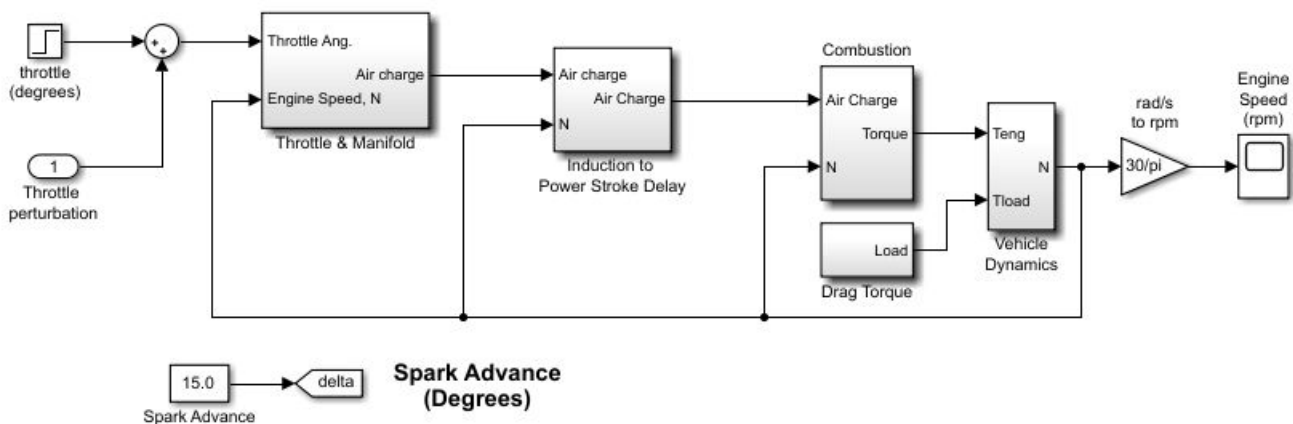 throttle
(degrees)
1
Throttle
perturbation
Throttle Ang.
Air charge
Engine Speed, N
Throttle & Manifold
Air charge
Air Charge
N
Induction to
Power Stroke Delay
Combustion
Air Charge
Torque
N
Load
Drag Torque
Teng
N
Tload
Vehicle
Dynamics
rad/s
to rpm
30/pi
Engine
Speed
(rpm)
15.0
Spark Advance
delta
Spark Advance
(Degrees)